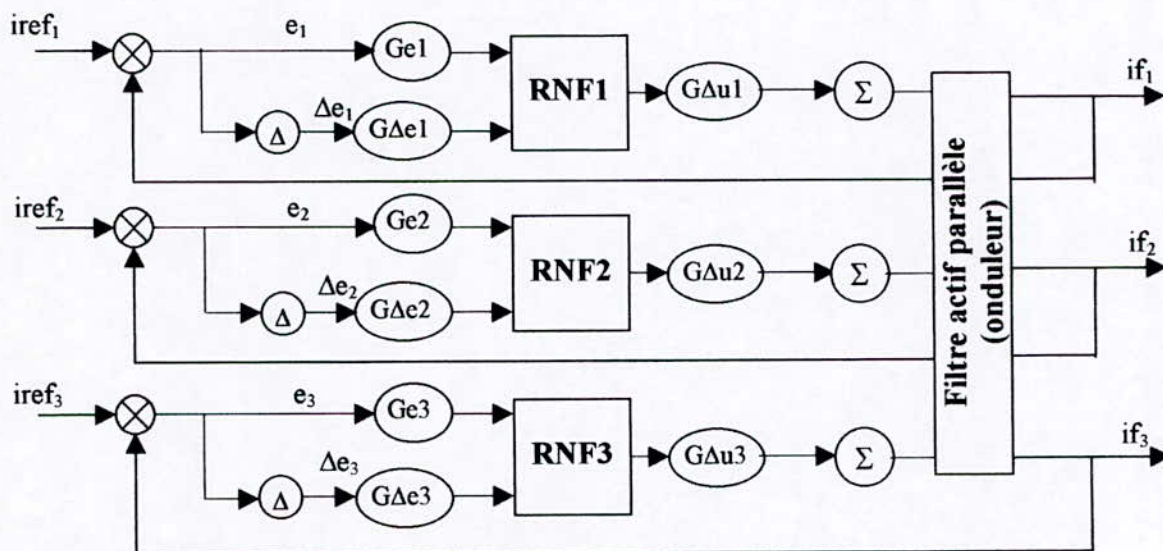 iref₁
e₁
Ge1
RNF1
GΔu1
Σ
if₁
Δ
Δe₁
GΔe1
iref₂
e₂
Ge2
RNF2
GΔu2
Σ
if₂
Δ
Δe₂
GΔe2
iref₃
e₃
Ge3
RNF3
GΔu3
Σ
if₃
Δ
Δe₃
GΔe3
Filtre actif parallèle
(onduleur)